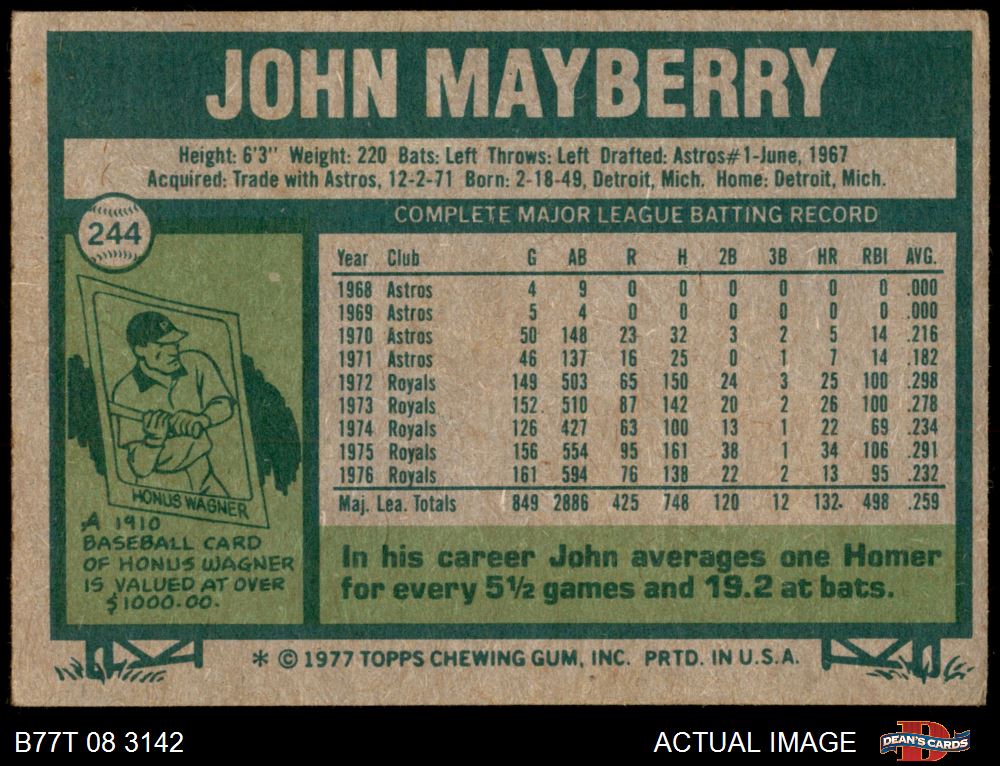 JOHN MAYBERRY
Height: 6'3" Weight: 220 Bats: Left Throws: Left Drafted: Astros#1-June, 1967
Acquired: Trade with Astros, 12-2-71 Born: 2-18-49, Detroit, Mich. Home: Detroit, Mich.
244
COMPLETE MAJOR LEAGUE BATTING RECORD
Year Club G AB R H 2B 3B HR RBI AVG.
1968 Astros 4 9 0 0 0 0 0 0 .000
1969 Astros 5 4 0 0 0 0 0 0 .000
1970 Astros 50 148 23 32 3 2 5 14 .216
1971 Astros 46 137 16 25 0 1 7 14 .182
1972 Royals 149 503 65 150 24 3 25 100 .298
1973 Royals 152 510 87 142 20 2 26 100 .278
1974 Royals 126 427 63 100 13 1 22 69 .234
1975 Royals 156 554 95 161 38 1 34 106 .291
1976 Royals 161 594 76 138 22 2 13 95 .232
Maj. Lea. Totals 849 2886 425 748 120 12 132 498 .259
HONUS WAGNER
A 1910
BASEBALL CARD
OF HONUS WAGNER
IS VALUED AT OVER
$1000.00.
In his career John averages one Homer
for every 5½ games and 19.2 at bats.
* © 1977 TOPPS CHEWING GUM, INC. PRTD. IN U.S.A.
B77T 08 3142
ACTUAL IMAGE
DEAN'S CARDS